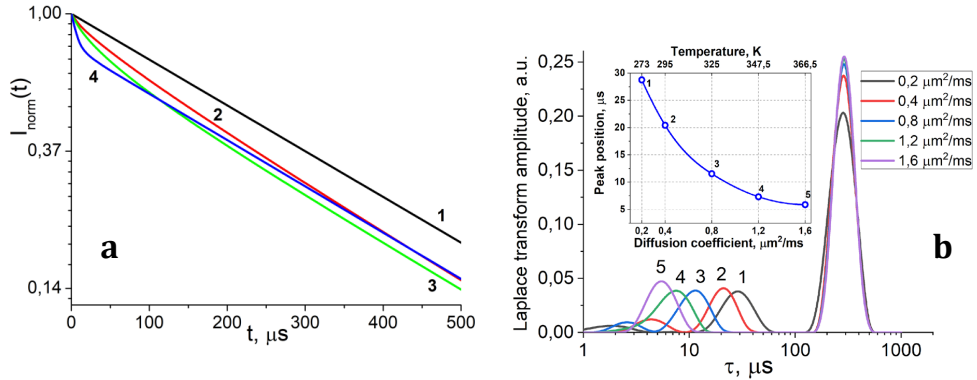 1,00
0,37
0,14
I_norm(t)
0 100 200 300 400 500
t, μs
1
2
3
4
a
Temperature, K
273 295 325 347,5 366,5
30
25
20
15
10
5
Peak position, μs
1
2
3
4
5
0,2 0,4 0,8 1,2 1,6
Diffusion coefficient, μm²/ms
0,25
0,20
0,15
0,10
0,05
0,00
Laplace transform amplitude, a.u.
5 4 3 2 1
1 10 100 1000
τ, μs
0,2 μm²/ms
0,4 μm²/ms
0,8 μm²/ms
1,2 μm²/ms
1,6 μm²/ms
b